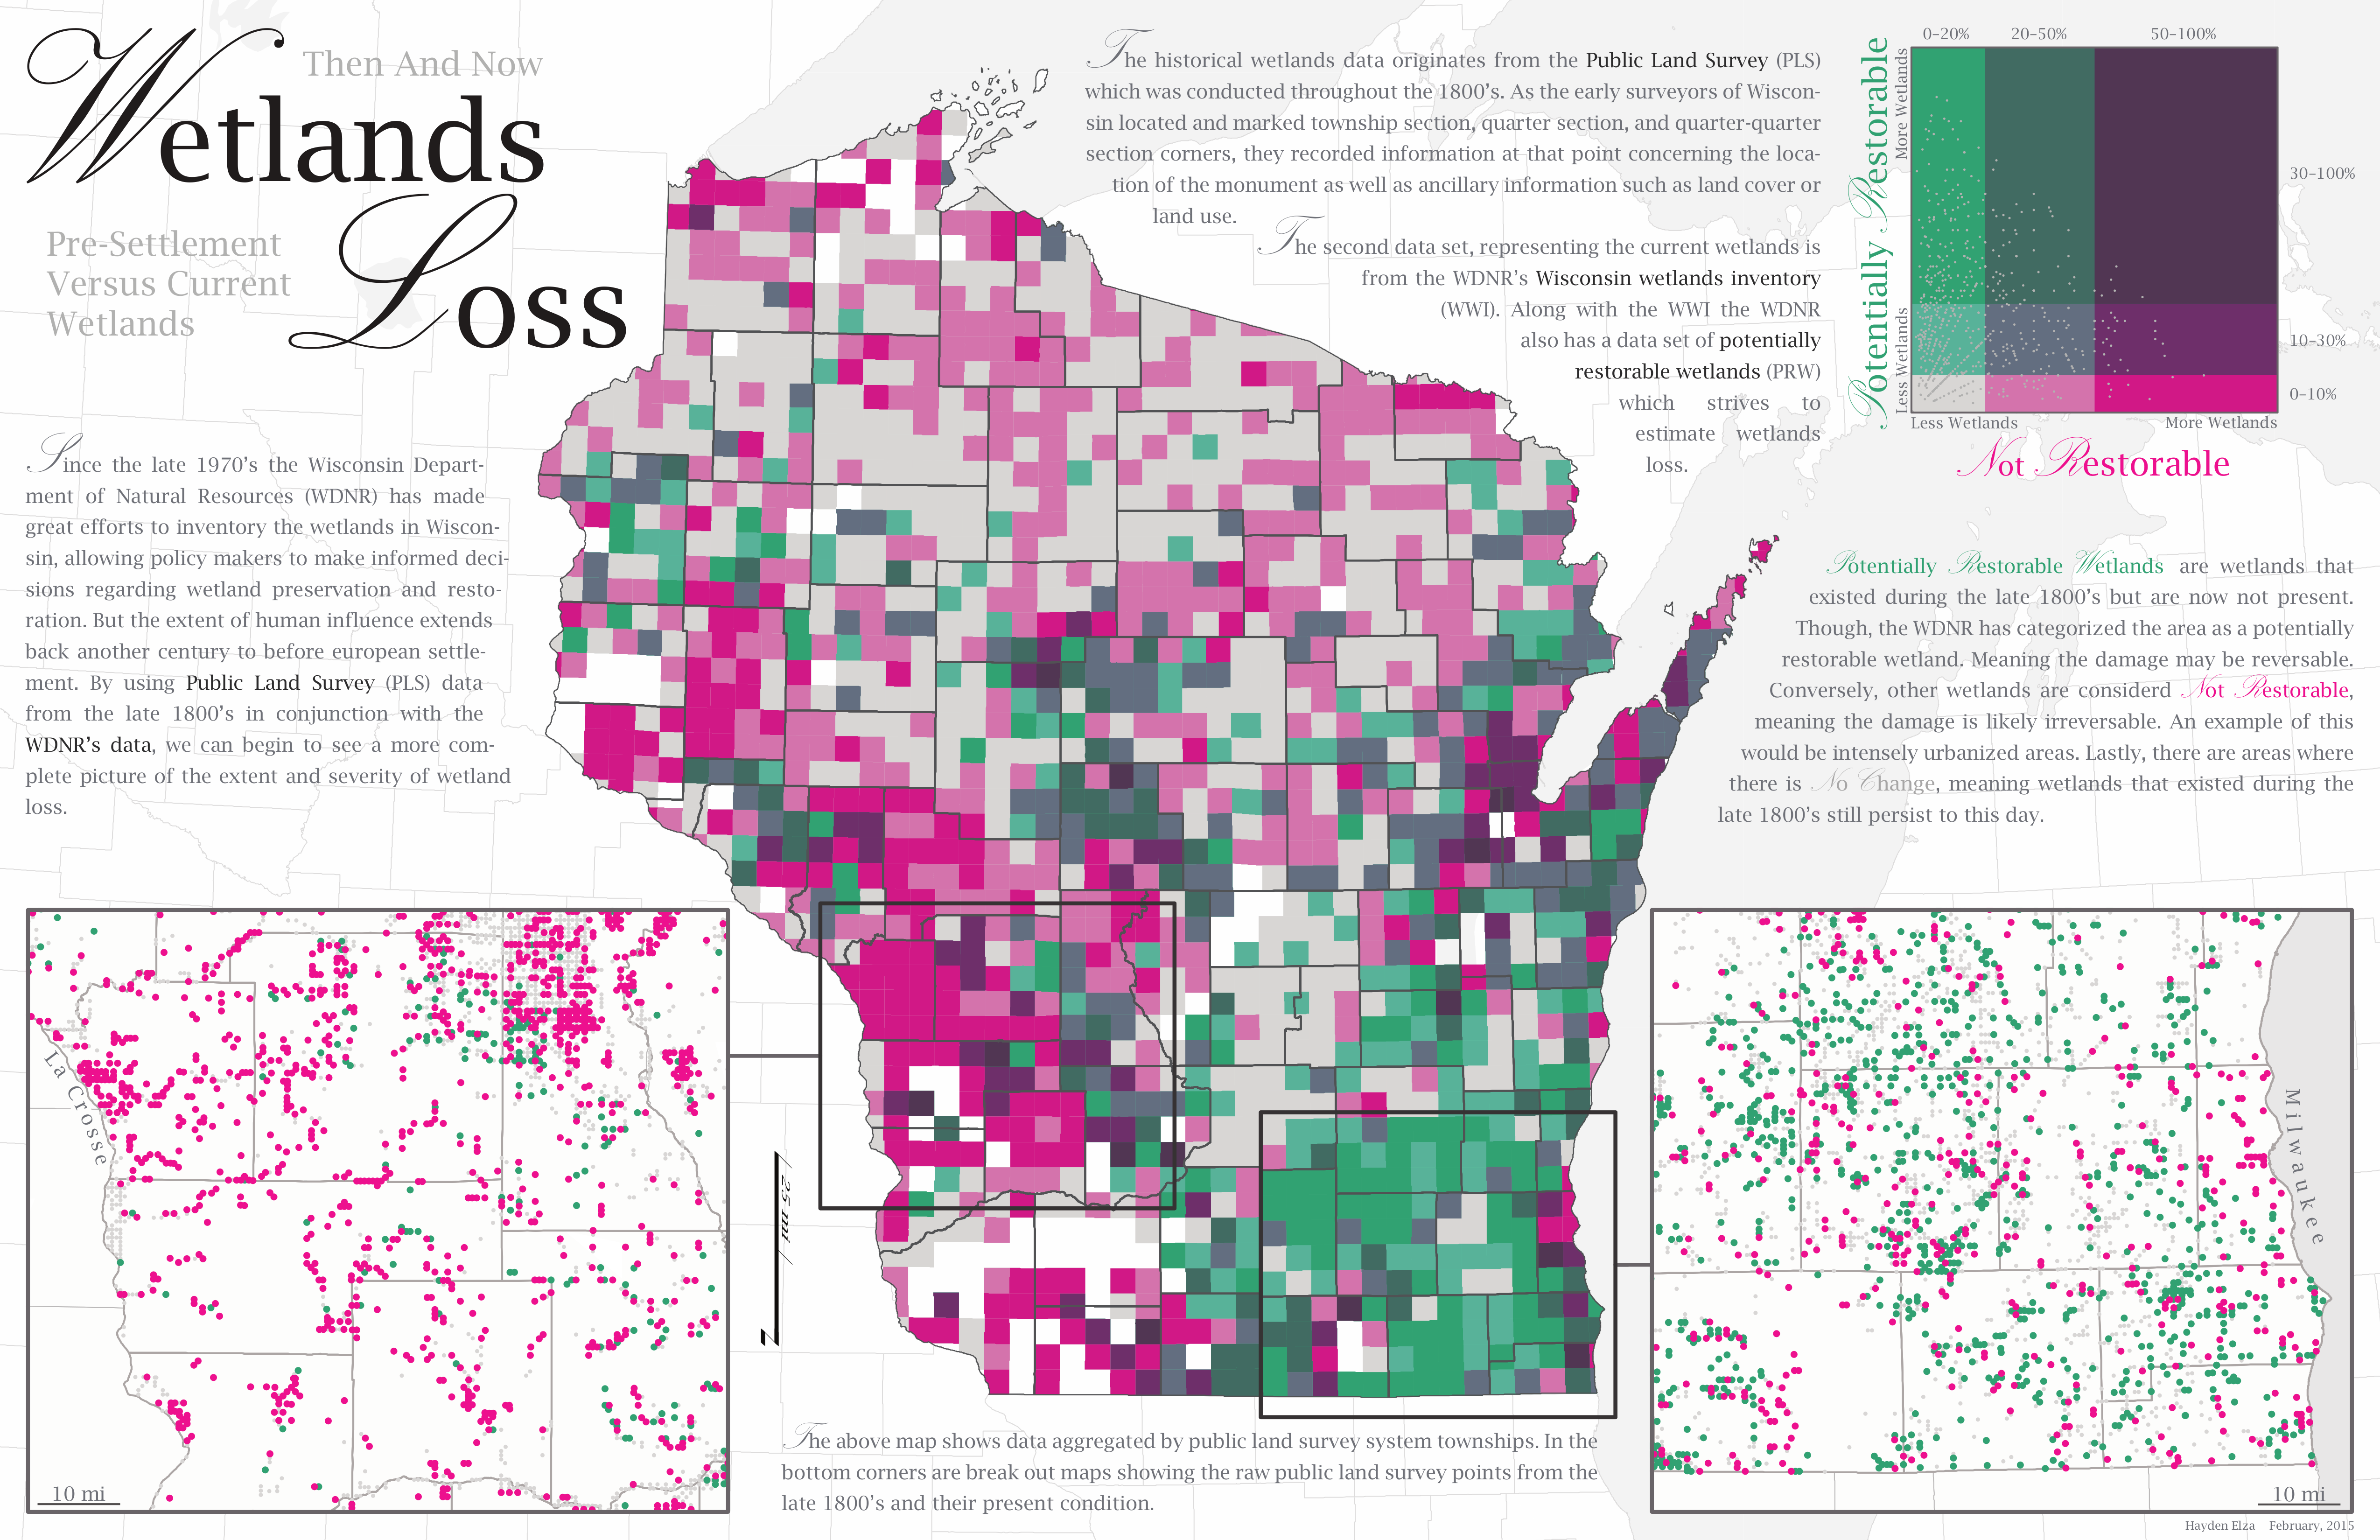 Then And Now
Wetlands
Loss
Pre-Settlement
Versus Current
Wetlands
Since the late 1970's the Wisconsin Depart-
ment of Natural Resources (WDNR) has made
great efforts to inventory the wetlands in Wiscon-
sin, allowing policy makers to make informed deci-
sions regarding wetland preservation and resto-
ration. But the extent of human influence extends
back another century to before european settle-
ment. By using Public Land Survey (PLS) data
from the late 1800's in conjunction with the
WDNR's data, we can begin to see a more com-
plete picture of the extent and severity of wetland
loss.
The historical wetlands data originates from the Public Land Survey (PLS)
which was conducted throughout the 1800's. As the early surveyors of Wiscon-
sin located and marked township section, quarter section, and quarter-quarter
section corners, they recorded information at that point concerning the loca-
tion of the monument as well as ancillary information such as land cover or
land use.
The second data set, representing the current wetlands is
from the WDNR's Wisconsin wetlands inventory
(WWI). Along with the WWI the WDNR
also has a data set of potentially
restorable wetlands (PRW)
which strives to
estimate wetlands
loss.
0-20% 20-50% 50-100%
Potentially Restorable
More Wetlands
Less Wetlands
30-100%
10-30%
0-10%
Less Wetlands More Wetlands
Not Restorable
Potentially Restorable Wetlands are wetlands that
existed during the late 1800's but are now not present.
Though, the WDNR has categorized the area as a potentially
restorable wetland. Meaning the damage may be reversable.
Conversely, other wetlands are considerd Not Restorable,
meaning the damage is likely irreversable. An example of this
would be intensely urbanized areas. Lastly, there are areas where
there is No Change, meaning wetlands that existed during the
late 1800's still persist to this day.
La Crosse
10 mi
25 mi
Milwaukee
10 mi
The above map shows data aggregated by public land survey system townships. In the
bottom corners are break out maps showing the raw public land survey points from the
late 1800's and their present condition.
Hayden Elza February, 2015